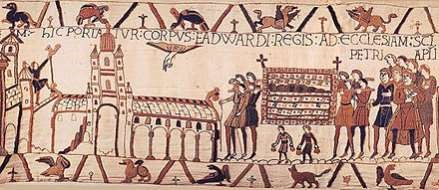 M: hIC PORTATVR: CORPVS: EADWARDI: REGIS: AD: ECCLESIAM: SCI
PETRI APLI